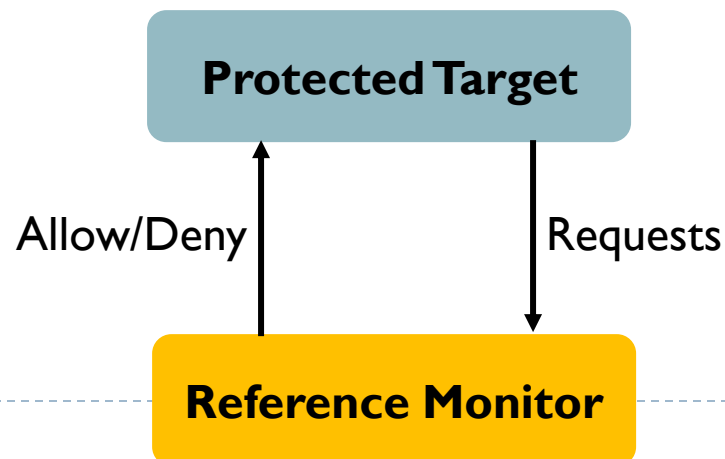 Protected Target
Allow/Deny
Requests
Reference Monitor